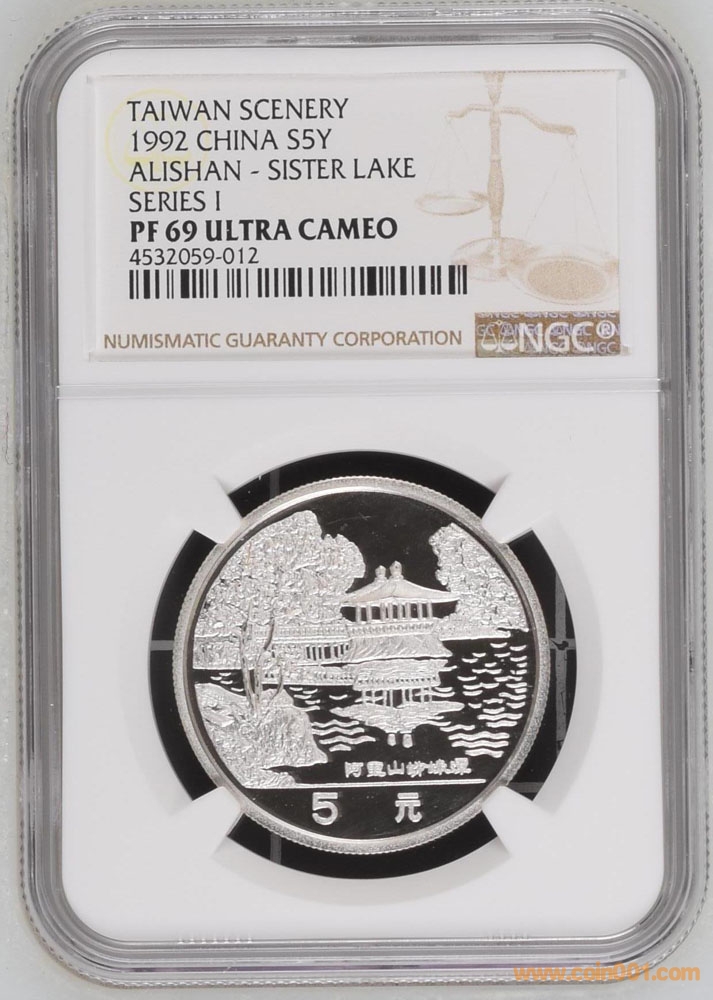 TAIWAN SCENERY
1992 CHINA S5Y
ALISHAN - SISTER LAKE
SERIES I
PF 69 ULTRA CAMEO
4532059-012
NUMISMATIC GUARANTY CORPORATION
NGC®
阿里山姊妹潭
5 元
www.coin001.com